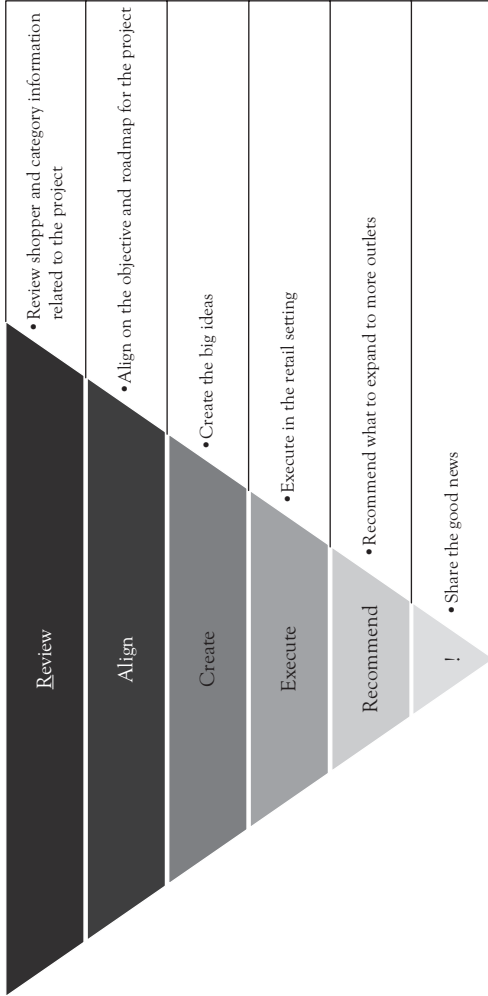 Review
• Review shopper and category information
related to the project
Align
• Align on the objective and roadmap for the project
Create
• Create the big ideas
Execute
• Execute in the retail setting
Recommend
• Recommend what to expand to more outlets
!
• Share the good news